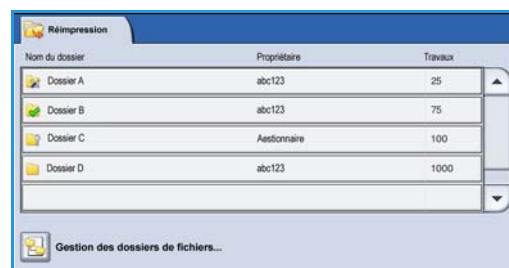 Réimpression
Nom du dossier Propriétaire Travaux
Dossier A abc123 25
Dossier B abc123 75
Dossier C Aestionnaire 100
Dossier D abc123 1000
Gestion des dossiers de fichiers...